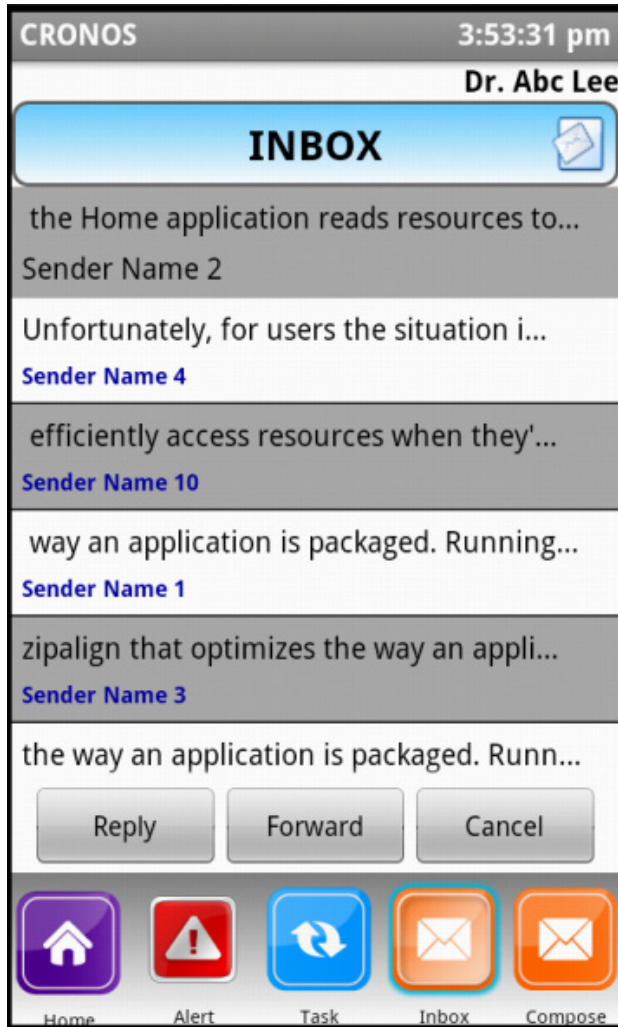 CRONOS 3:53:31 pm
Dr. Abc Lee
INBOX
the Home application reads resources to...
Sender Name 2
Unfortunately, for users the situation i...
Sender Name 4
efficiently access resources when they'...
Sender Name 10
way an application is packaged. Running...
Sender Name 1
zipalign that optimizes the way an appli...
Sender Name 3
the way an application is packaged. Runn...
Reply Forward Cancel
Home Alert Task Inbox Compose